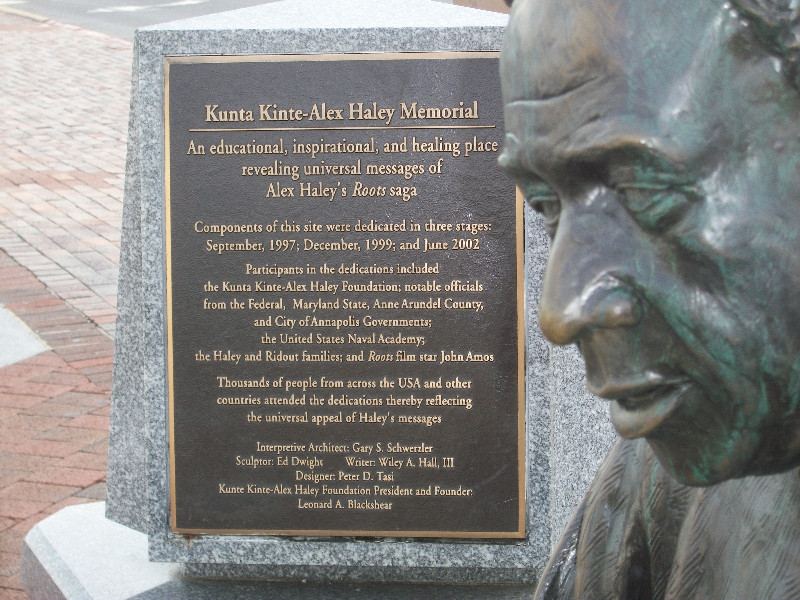 Kunta Kinte-Alex Haley Memorial
An educational, inspirational, and healing place
revealing universal messages of
Alex Haley's Roots saga
Components of this site were dedicated in three stages:
September, 1997; December, 1999; and June 2002
Participants in the dedications included
the Kunta Kinte-Alex Haley Foundation; notable officials
from the Federal, Maryland State, Anne Arundel County,
and City of Annapolis Governments;
the United States Naval Academy;
the Haley and Ridout families; and Roots film star John Amos
Thousands of people from across the USA and other
countries attended the dedications thereby reflecting
the universal appeal of Haley's messages
Interpretive Architect: Gary S. Schwerzler
Sculptor: Ed Dwight Writer: Wiley A. Hall, III
Designer: Peter D. Tasi
Kunte Kinte-Alex Haley Foundation President and Founder:
Leonard A. Blackshear